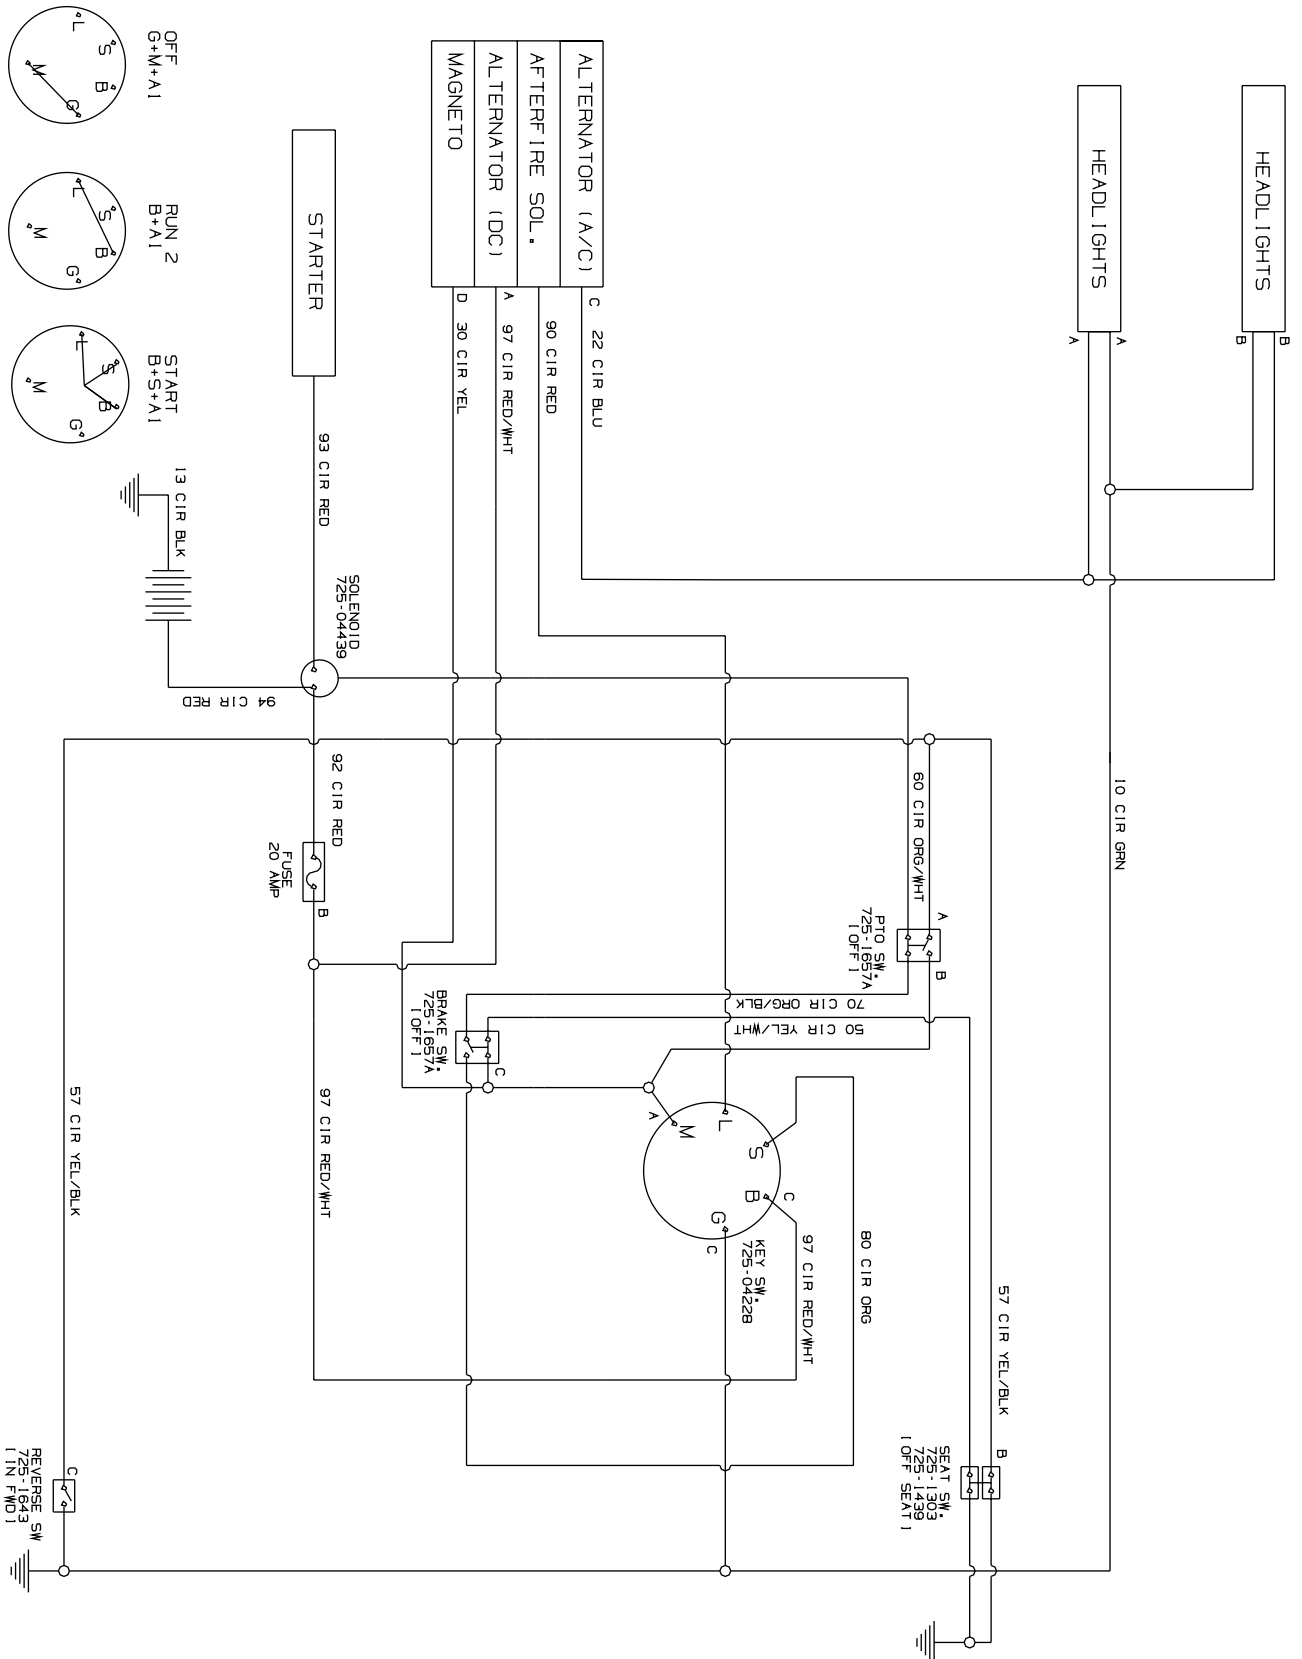 HEADLIGHTS
B
B
HEADLIGHTS
A
A
10 CIR GRN
ALTERNATOR (A/C)
AFTERFIRE SOL.
ALTERNATOR (DC)
MAGNETO
C 22 CIR BLU
90 CIR RED
A 97 CIR RED/WHT
D 30 CIR YEL
STARTER
93 CIR RED
SOLENOID
725-04439
94 CIR RED
13 CIR BLK
92 CIR RED
FUSE
20 AMP
B
97 CIR RED/WHT
60 CIR ORG/WHT
A
B
PTO SW.
725-1657A
[OFF]
70 CIR ORG/BLK
50 CIR YEL/WHT
BRAKE SW.
725-1657A
[OFF]
C
A
M
L
S
B
G
C
C
KEY SW.
725-04228
97 CIR RED/WHT
80 CIR ORG
57 CIR YEL/BLK
B
SEAT SW.
725-1303
725-1439
[OFF SEAT]
57 CIR YEL/BLK
C
REVERSE SW
725-1643
[IN FWD]
OFF
G+M+A1
L
S
B
G
M
RUN 2
B+A1
L
S
B
G
M
START
B+S+A1
L
S
B
G
M